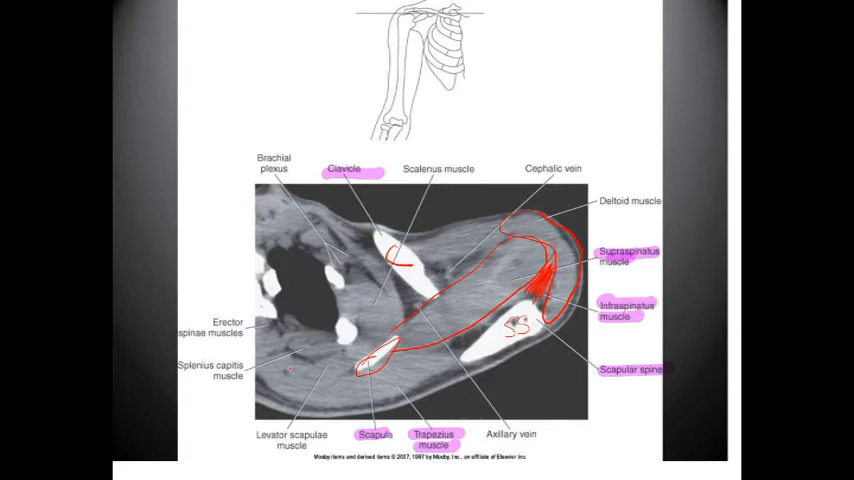 Brachial
plexus
Clavicle
Scalenus muscle
Cephalic vein
Deltoid muscle
Supraspinatus
muscle
Infraspinatus
muscle
Scapular spine
Erector
spinae muscles
Splenius capitis
muscle
Levator scapulae
muscle
Scapula
Trapezius
muscle
Axillary vein
C
SS
Mosby items and derived items © 2007, 1997 by Mosby, Inc., an affiliate of Elsevier Inc.